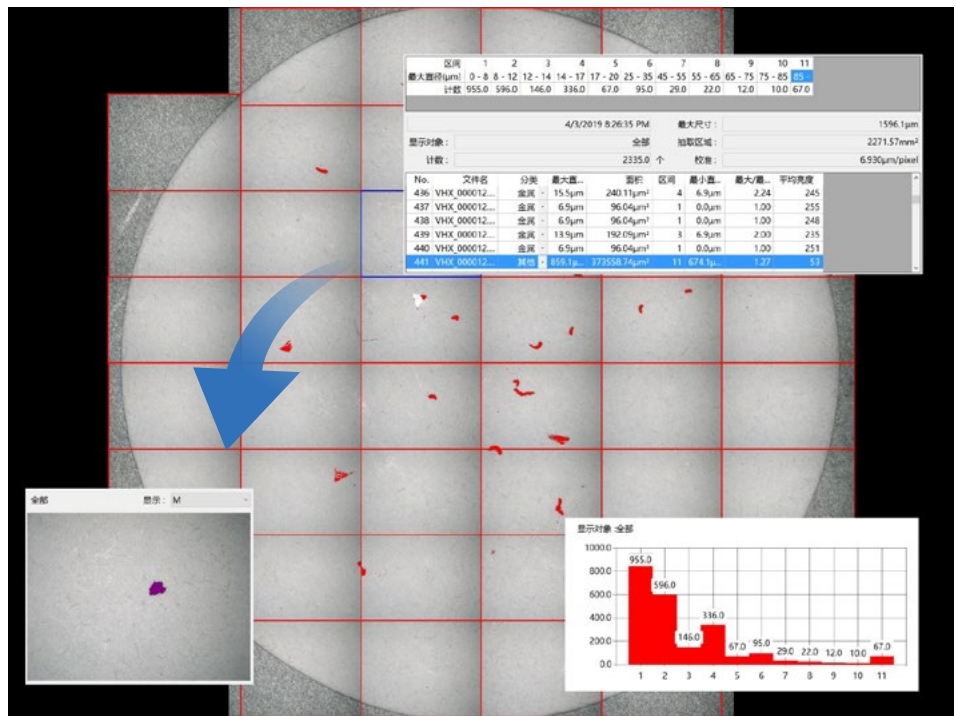 区间 1 2 3 4 5 6 7 8 9 10 11
最大直径(μm) 0 - 8 8 - 12 12 - 14 14 - 17 17 - 20 25 - 35 45 - 55 55 - 65 65 - 75 75 - 85 85 -
计数 955.0 596.0 146.0 336.0 67.0 95.0 29.0 22.0 12.0 10.0 67.0
4/3/2019 8:26:35 PM 最大尺寸: 1596.1μm
显示对象: 全部 抽取区域: 2271.57mm²
计数: 2335.0 个 校准: 6.930μm/pixel
No. 文件名 分类 最大直... 面积 区间 最小直... 最大/最... 平均亮度
436 VHX_000012... 金属 15.5μm 240.11μm² 4 6.9μm 2.24 245
437 VHX_000012... 金属 6.9μm 96.04μm² 1 0.0μm 1.00 255
438 VHX_000012... 金属 6.9μm 96.04μm² 1 0.0μm 1.00 248
439 VHX_000012... 金属 13.9μm 192.09μm² 3 6.9μm 2.00 235
440 VHX_000012... 金属 6.9μm 96.04μm² 1 0.0μm 1.00 251
441 VHX_000012... 其他 859.1μ... 373558.74μm² 11 674.1μ... 1.27 53
全部 显示: M
显示对象:全部
1000.0
955.0
800.0
596.0
600.0
400.0
336.0
200.0
146.0 67.0 95.0 29.0 22.0 12.0 10.0 67.0
0.0
1 2 3 4 5 6 7 8 9 10 11